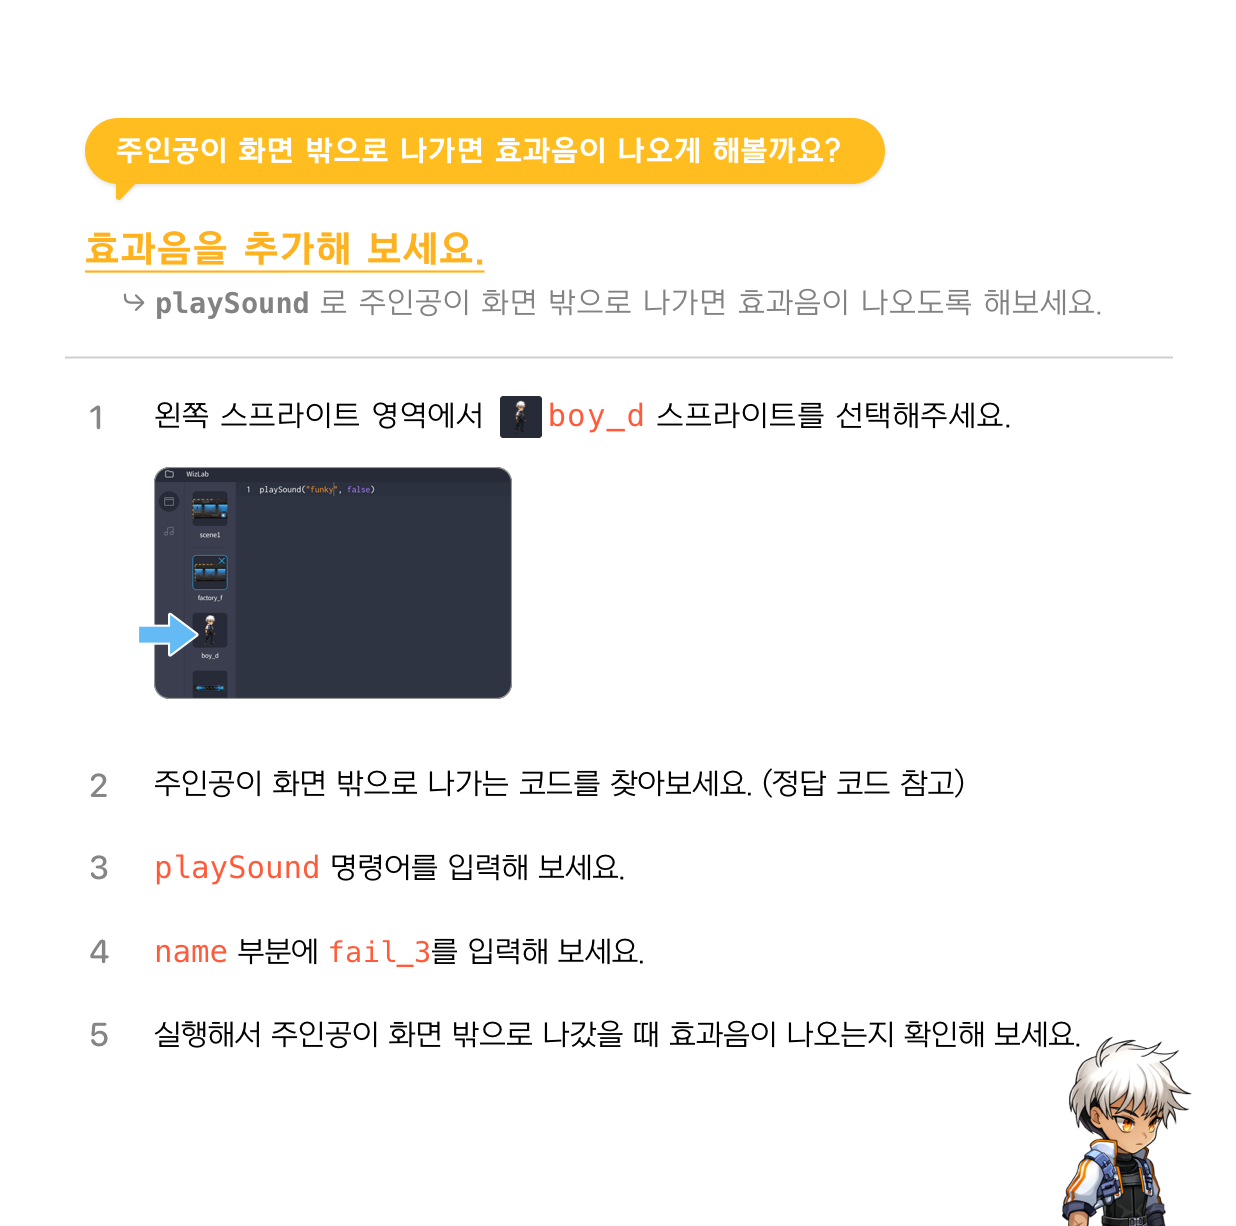 주인공이 화면 밖으로 나가면 효과음이 나오게 해볼까요?
효과음을 추가해 보세요.
↪ playSound 로 주인공이 화면 밖으로 나가면 효과음이 나오도록 해보세요.
1 왼쪽 스프라이트 영역에서 boy_d 스프라이트를 선택해주세요.
WizLab
1 playSound("funky", false)
scene1
factory_f
boy_d
2 주인공이 화면 밖으로 나가는 코드를 찾아보세요. (정답 코드 참고)
3 playSound 명령어를 입력해 보세요.
4 name 부분에 fail_3를 입력해 보세요.
5 실행해서 주인공이 화면 밖으로 나갔을 때 효과음이 나오는지 확인해 보세요.